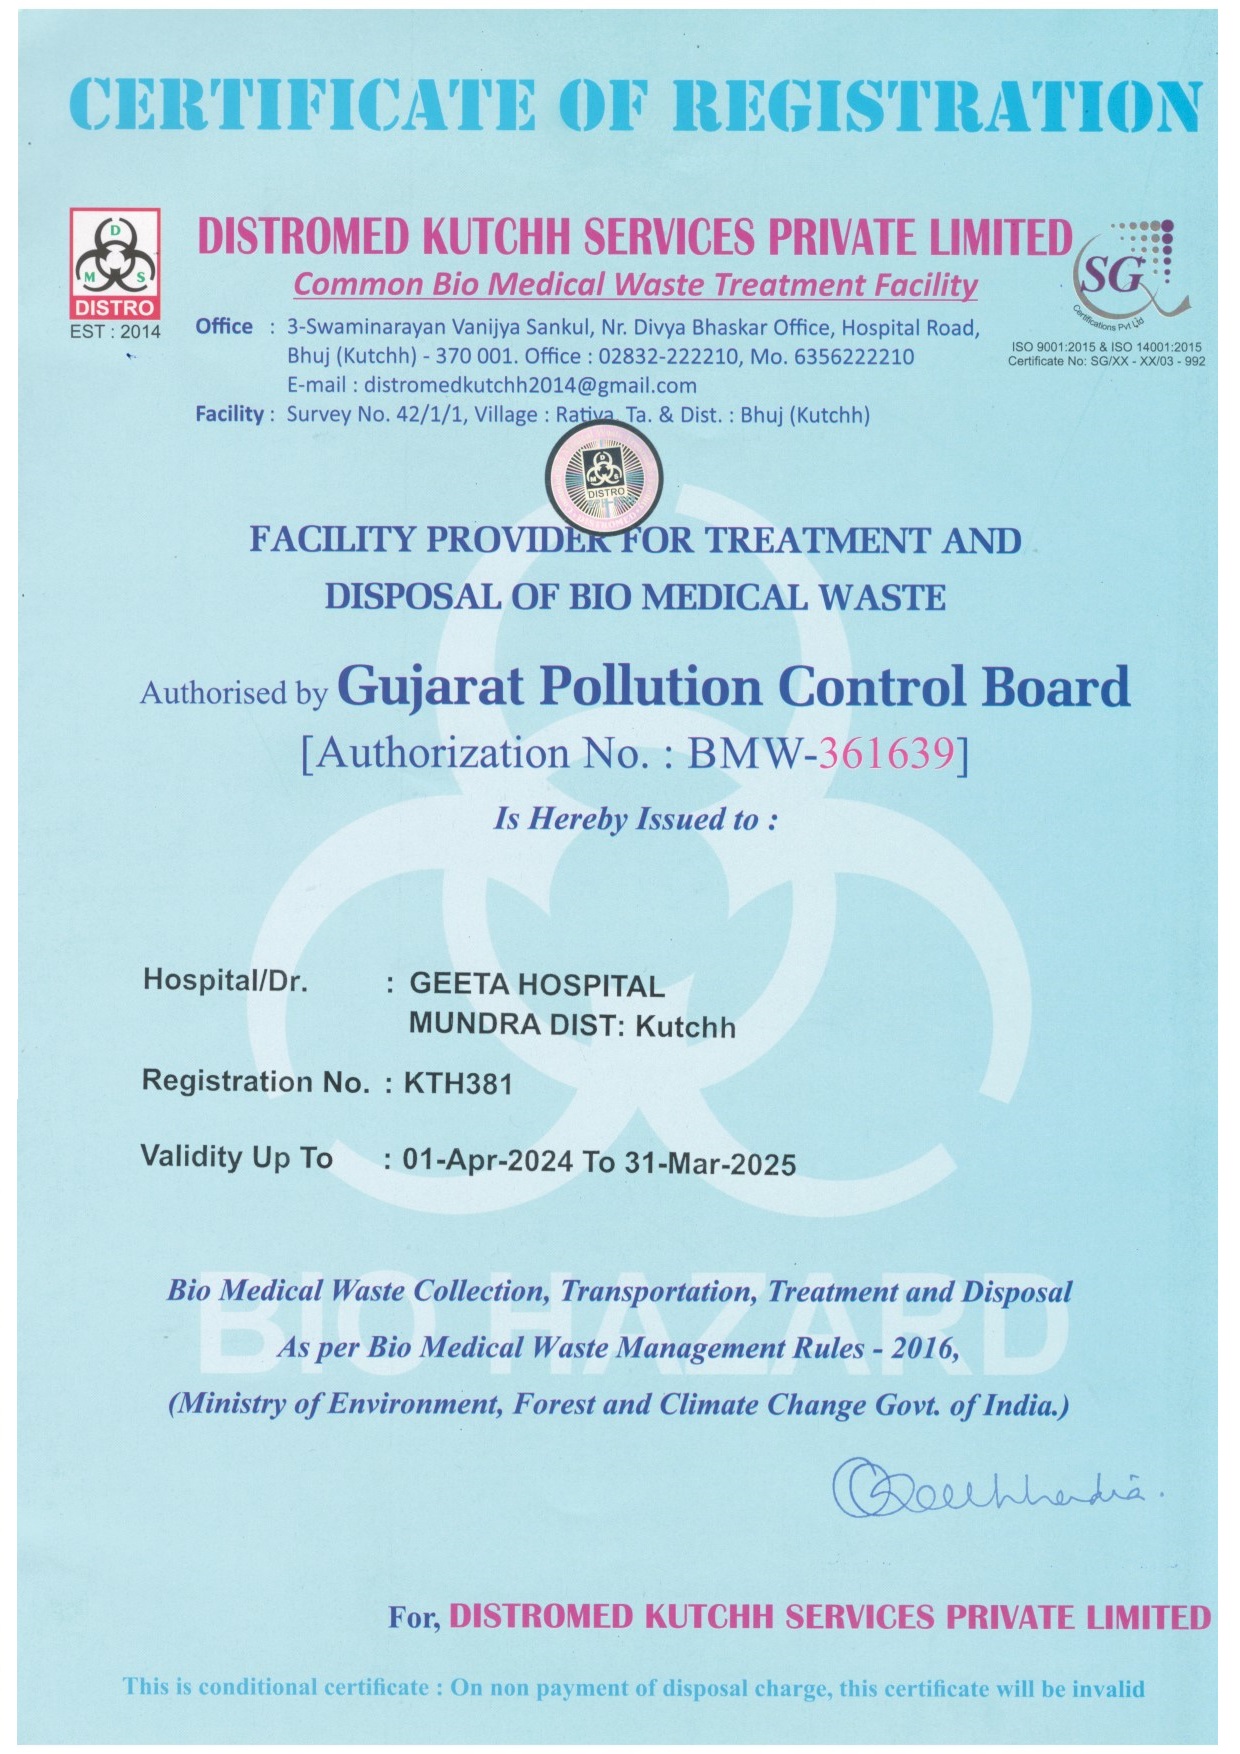 CERTIFICATE OF REGISTRATION
D
M S
DISTRO
EST : 2014
DISTROMED KUTCHH SERVICES PRIVATE LIMITED
Common Bio Medical Waste Treatment Facility
Office : 3-Swaminarayan Vanijya Sankul, Nr. Divya Bhaskar Office, Hospital Road,
Bhuj (Kutchh) - 370 001. Office : 02832-222210, Mo. 6356222210
E-mail : distromedkutchh2014@gmail.com
Facility : Survey No. 42/1/1, Village : Ratiya, Ta. & Dist. : Bhuj (Kutchh)
SG
Certifications Pvt Ltd
ISO 9001:2015 & ISO 14001:2015
Certificate No: SG/XX - XX/03 - 992
D
M S
DISTRO
FACILITY PROVIDER FOR TREATMENT AND
DISPOSAL OF BIO MEDICAL WASTE
Authorised by Gujarat Pollution Control Board
[Authorization No. : BMW-361639]
Is Hereby Issued to :
Hospital/Dr. : GEETA HOSPITAL
MUNDRA DIST: Kutchh
Registration No. : KTH381
Validity Up To : 01-Apr-2024 To 31-Mar-2025
BIO HAZARD
Bio Medical Waste Collection, Transportation, Treatment and Disposal
As per Bio Medical Waste Management Rules - 2016,
(Ministry of Environment, Forest and Climate Change Govt. of India.)
For, DISTROMED KUTCHH SERVICES PRIVATE LIMITED
This is conditional certificate : On non payment of disposal charge, this certificate will be invalid